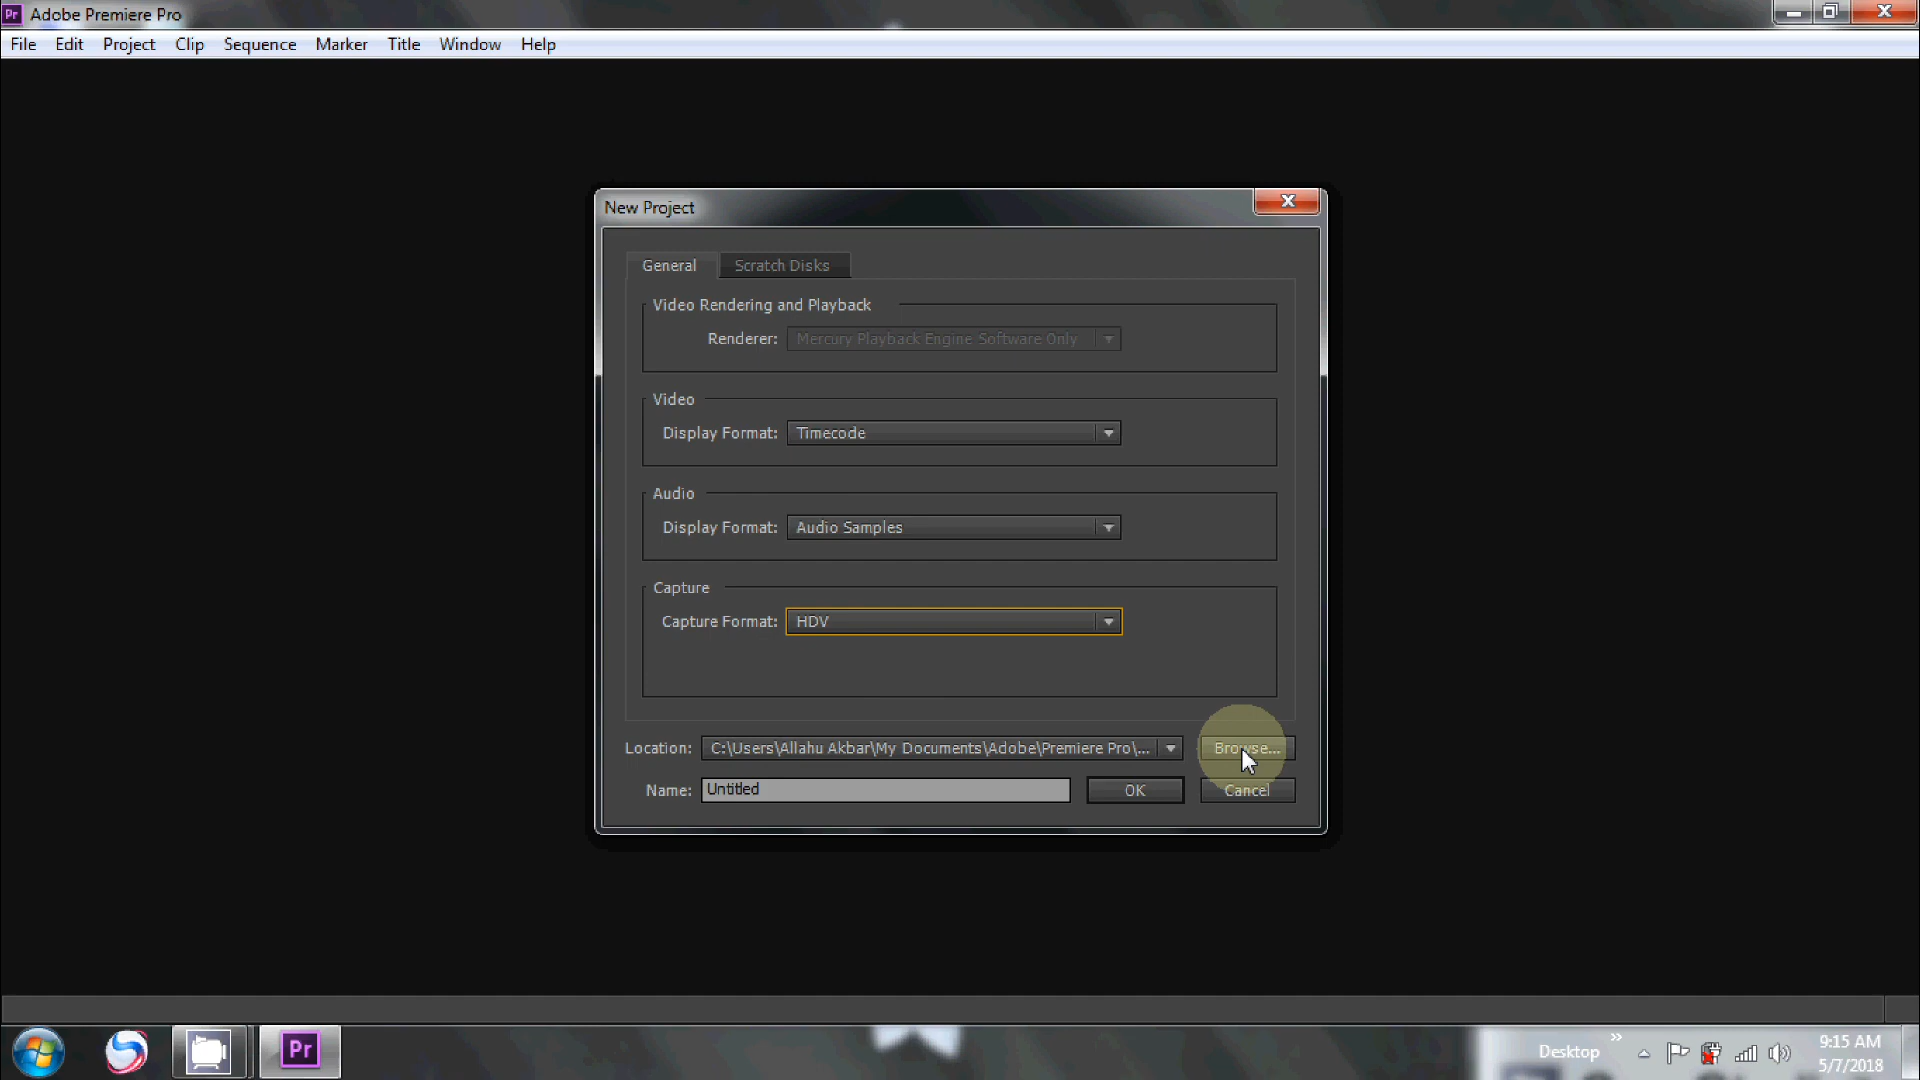 Pr Adobe Premiere Pro
File Edit Project Clip Sequence Marker Title Window Help
New Project
General Scratch Disks
Video Rendering and Playback
Renderer: Mercury Playback Engine Software Only
Video
Display Format: Timecode
Audio
Display Format: Audio Samples
Capture
Capture Format: HDV
Location: C:\Users\Allahu Akbar\My Documents\Adobe\Premiere Pro\... Browse...
Name: Untitled OK Cancel
Pr
Desktop
9:15 AM
5/7/2018